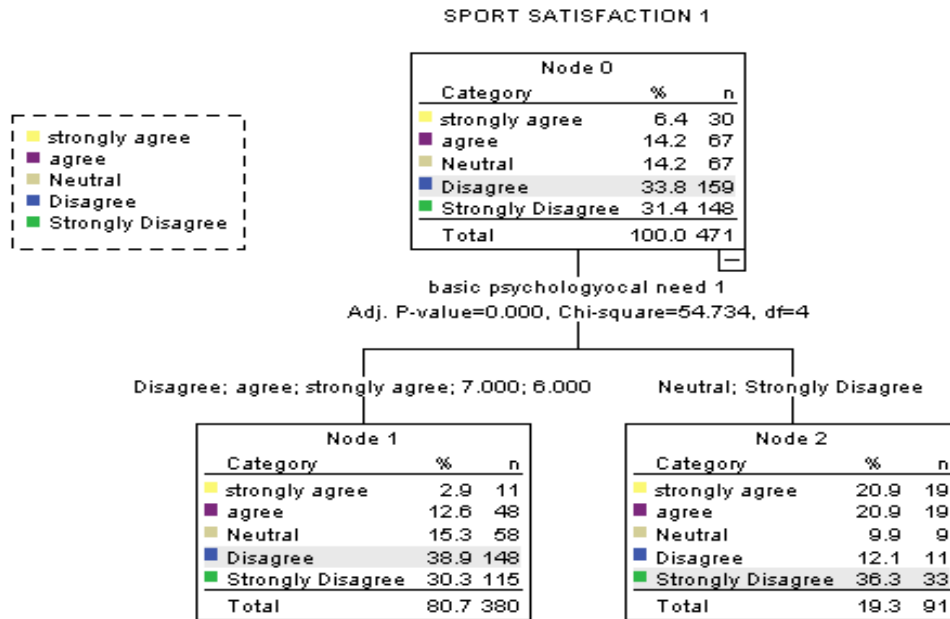 SPORT SATISFACTION 1
Node 0
Category % n
strongly agree 6.4 30
agree 14.2 67
Neutral 14.2 67
Disagree 33.8 159
Strongly Disagree 31.4 148
Total 100.0 471
strongly agree
agree
Neutral
Disagree
Strongly Disagree
basic psychologyocal need 1
Adj. P-value=0.000, Chi-square=54.734, df=4
Disagree; agree; strongly agree; 7.000; 6.000
Neutral; Strongly Disagree
Node 1
Category % n
strongly agree 2.9 11
agree 12.6 48
Neutral 15.3 58
Disagree 38.9 148
Strongly Disagree 30.3 115
Total 80.7 380
Node 2
Category % n
strongly agree 20.9 19
agree 20.9 19
Neutral 9.9 9
Disagree 12.1 11
Strongly Disagree 36.3 33
Total 19.3 91